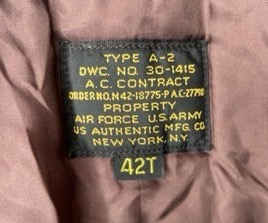 TYPE A-2
DWC. NO. 30-1415
A.C. CONTRACT
ORDER NO. M42-18775-P A.C-27798
PROPERTY
AIR FORCE U.S. ARMY
US AUTHENTIC MFG. CO.
NEW YORK, N.Y.
42T